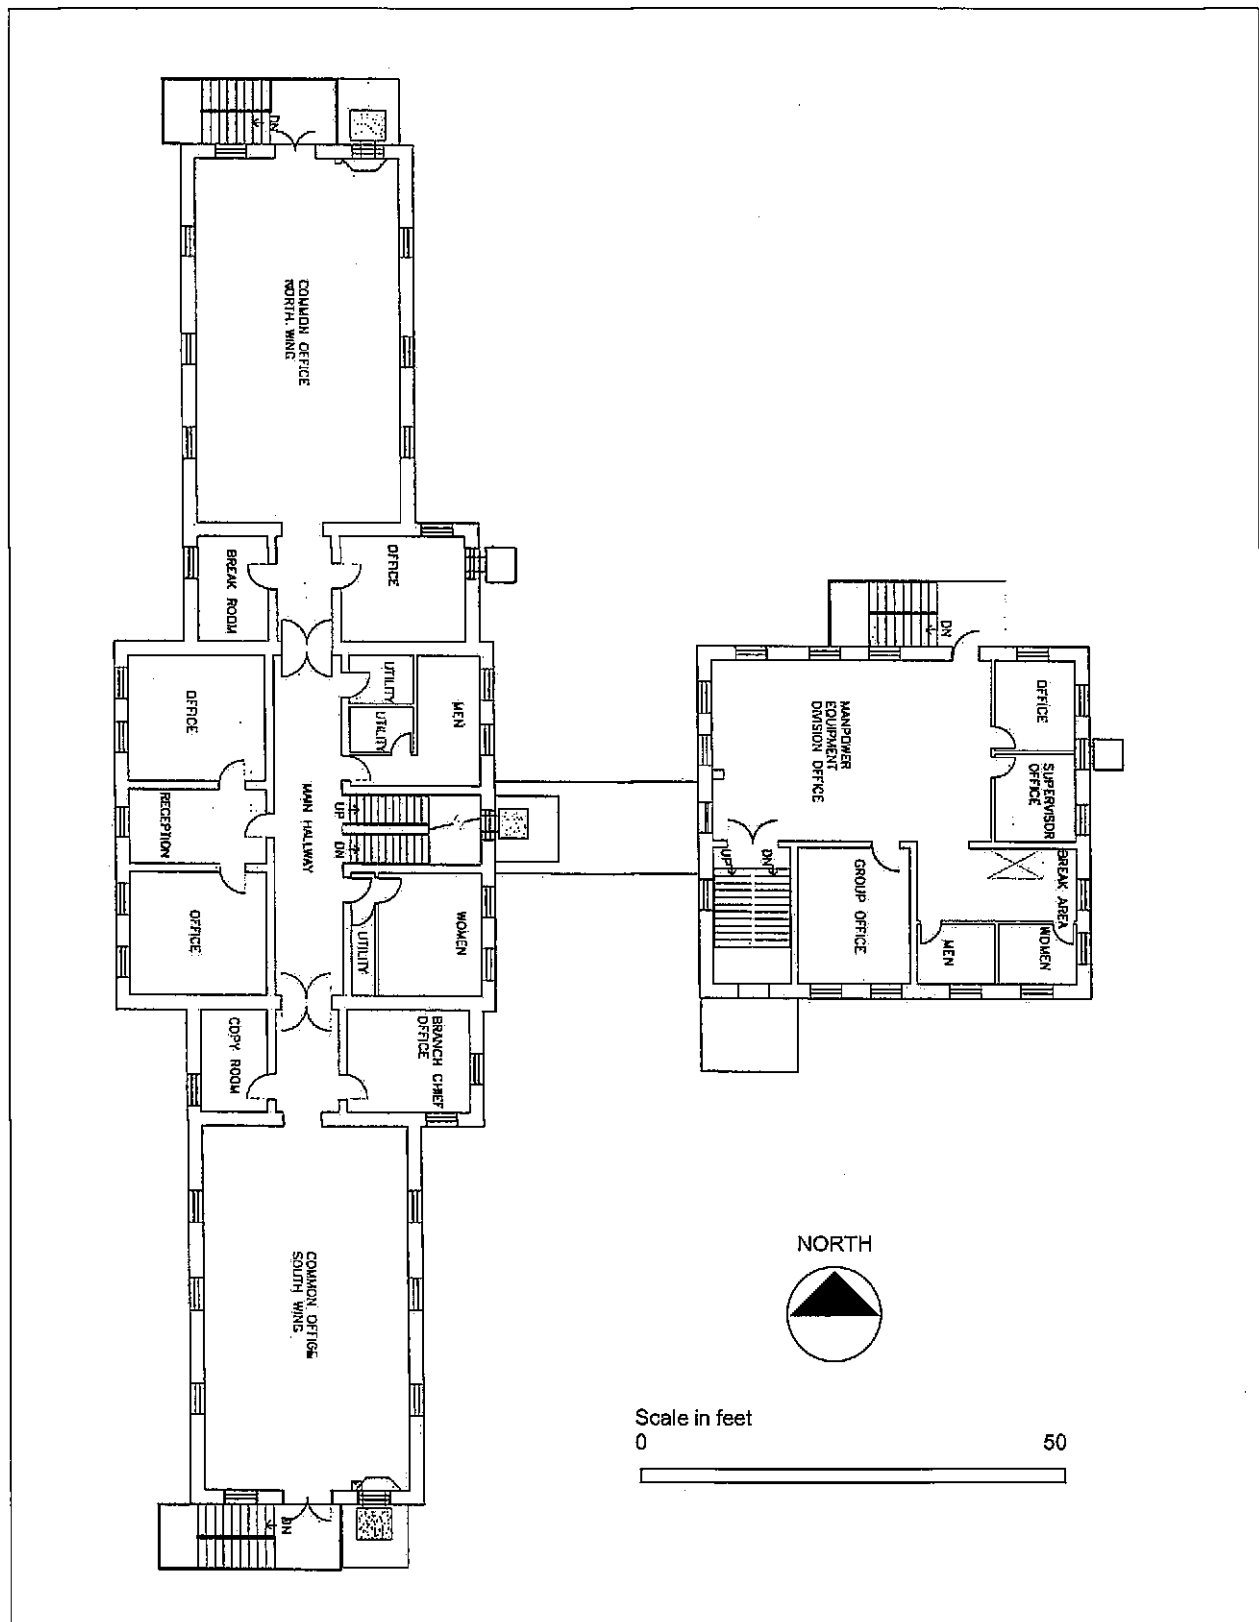 DN
COMMON OFFICE
NORTH. WING
BREAK ROOM
OFFICE
OFFICE
UTILITY
UTILITY
MEN
RECEPTION
MAIN HALLWAY
UP
DN
OFFICE
UTILITY
WOMEN
COPY ROOM
BRANCH CHIEF
OFFICE
COMMON OFFICE
SOUTH WING
DN
DN
MANPOWER
EQUIPMENT
DIVISION OFFICE
OFFICE
SUPERVISOR
OFFICE
UP
DN
GROUP OFFICE
BREAK AREA
MEN
WOMEN
NORTH
Scale in feet
0 50